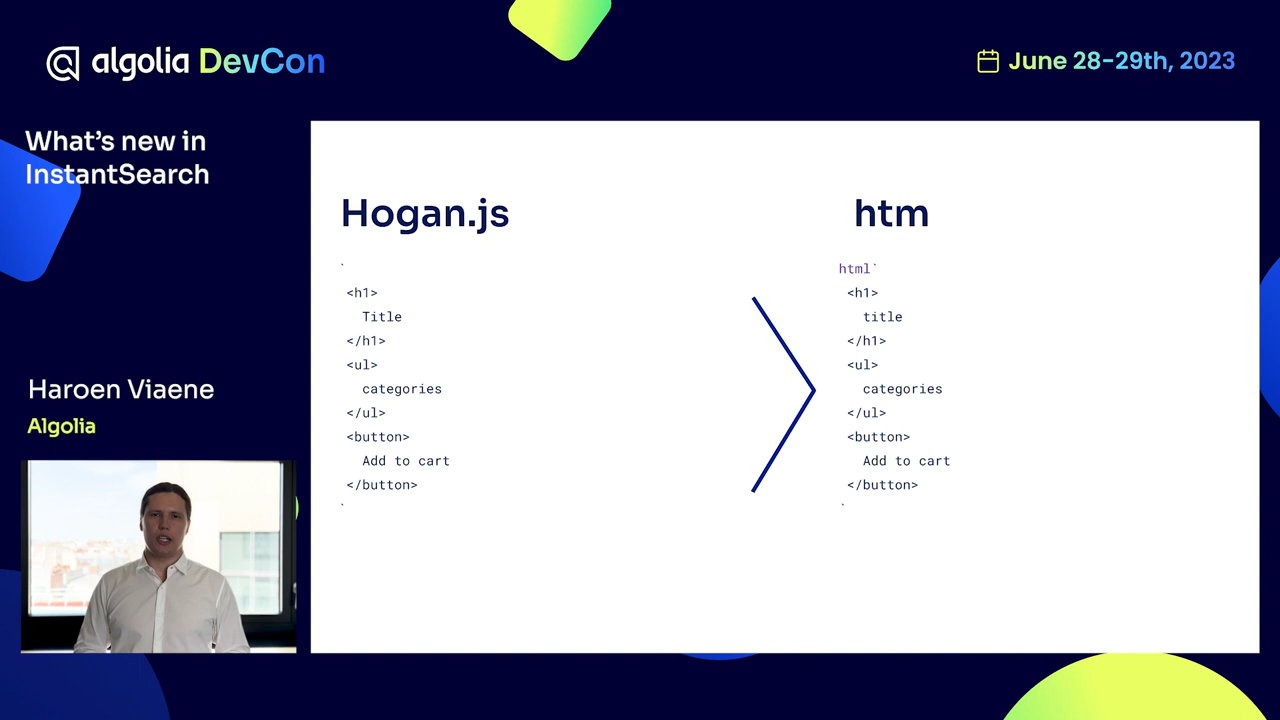 algolia DevCon
June 28-29th, 2023
What's new in
InstantSearch
Haroen Viaene
Algolia
Hogan.js
`
<h1>
Title
</h1>
<ul>
categories
</ul>
<button>
Add to cart
</button>
`
htm
html`
<h1>
title
</h1>
<ul>
categories
</ul>
<button>
Add to cart
</button>
`